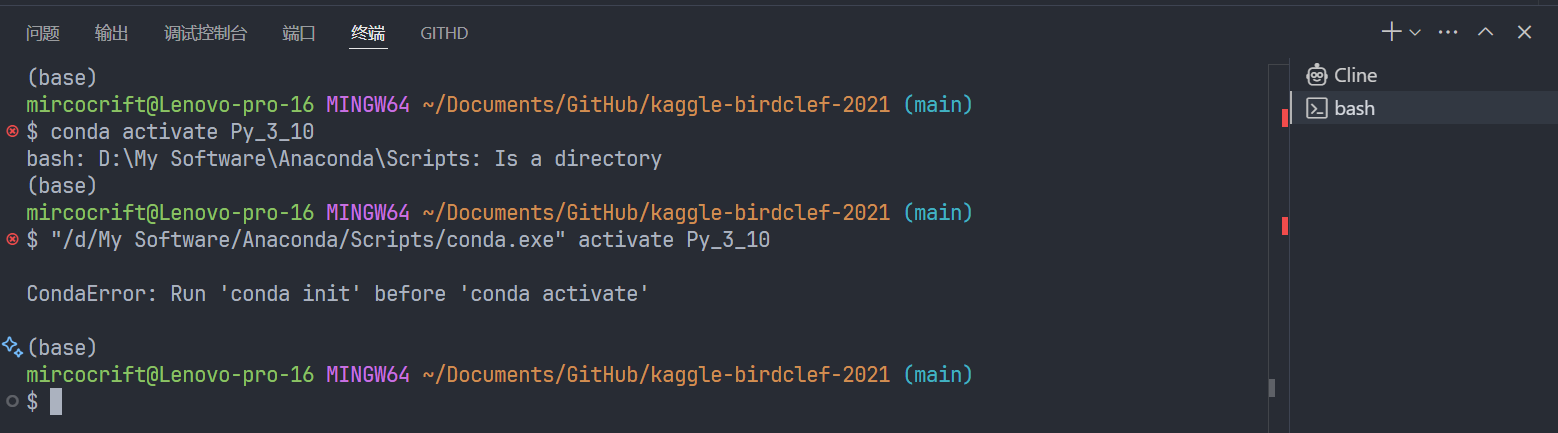 问题 输出 调试控制台 端口 终端 GITHD
(base)
mircocrift@Lenovo-pro-16 MINGW64 ~/Documents/GitHub/kaggle-birdclef-2021 (main)
$ conda activate Py_3_10
bash: D:\My Software\Anaconda\Scripts: Is a directory
(base)
mircocrift@Lenovo-pro-16 MINGW64 ~/Documents/GitHub/kaggle-birdclef-2021 (main)
$ "/d/My Software/Anaconda/Scripts/conda.exe" activate Py_3_10
CondaError: Run 'conda init' before 'conda activate'
(base)
mircocrift@Lenovo-pro-16 MINGW64 ~/Documents/GitHub/kaggle-birdclef-2021 (main)
$
Cline
bash